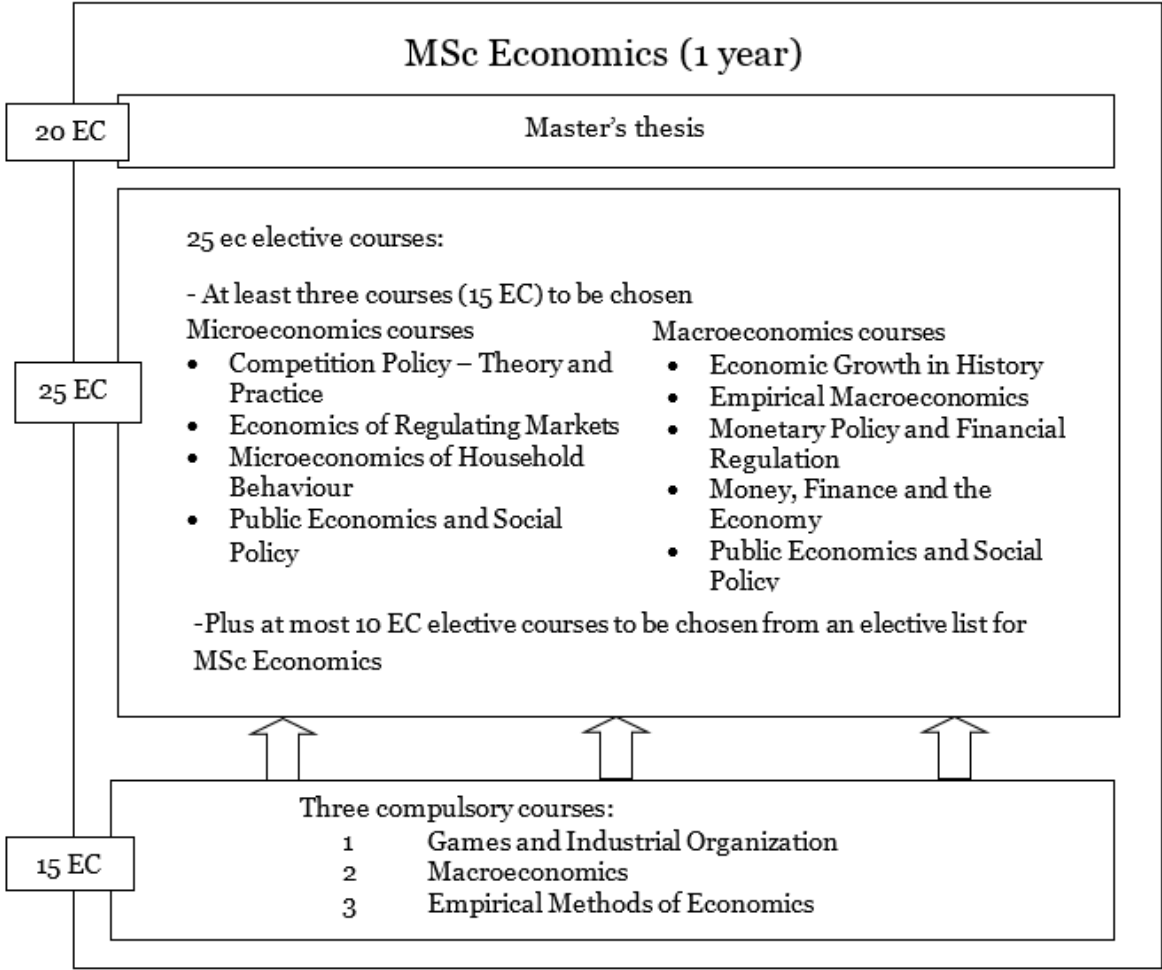 MSc Economics (1 year)
20 EC
Master's thesis
25 EC
25 ec elective courses:
- At least three courses (15 EC) to be chosen
Microeconomics courses
• Competition Policy – Theory and
Practice
• Economics of Regulating Markets
• Microeconomics of Household
Behaviour
• Public Economics and Social
Policy
Macroeconomics courses
• Economic Growth in History
• Empirical Macroeconomics
• Monetary Policy and Financial
Regulation
• Money, Finance and the
Economy
• Public Economics and Social
Policy
-Plus at most 10 EC elective courses to be chosen from an elective list for
MSc Economics
15 EC
Three compulsory courses:
1 Games and Industrial Organization
2 Macroeconomics
3 Empirical Methods of Economics